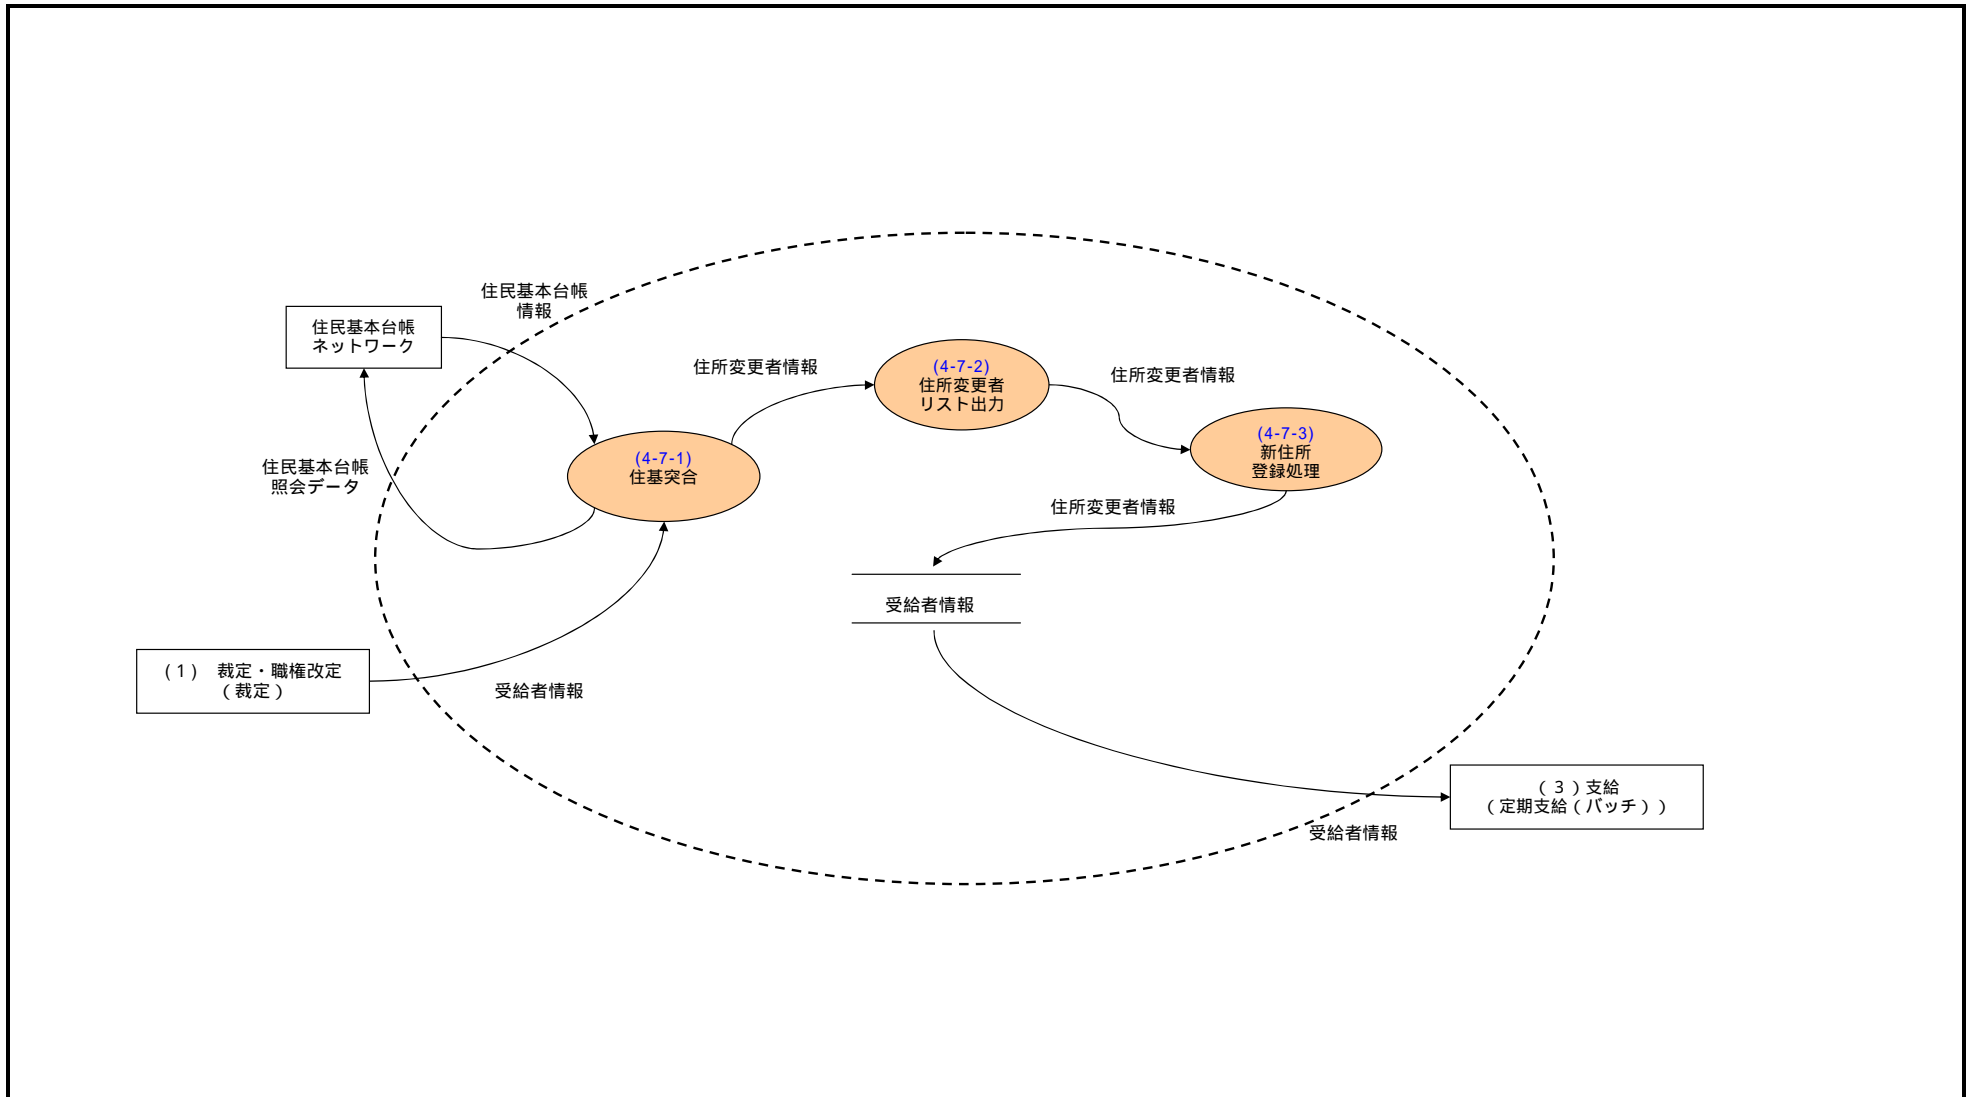 住民基本台帳
情報
住民基本台帳
ネットワーク
住所変更者情報
(4-7-2)
住所変更者
リスト出力
住所変更者情報
(4-7-3)
新住所
登録処理
(4-7-1)
住基突合
住民基本台帳
照会データ
住所変更者情報
受給者情報
(1) 裁定・職権改定
(裁定)
受給者情報
(3)支給
(定期支給(バッチ))
受給者情報